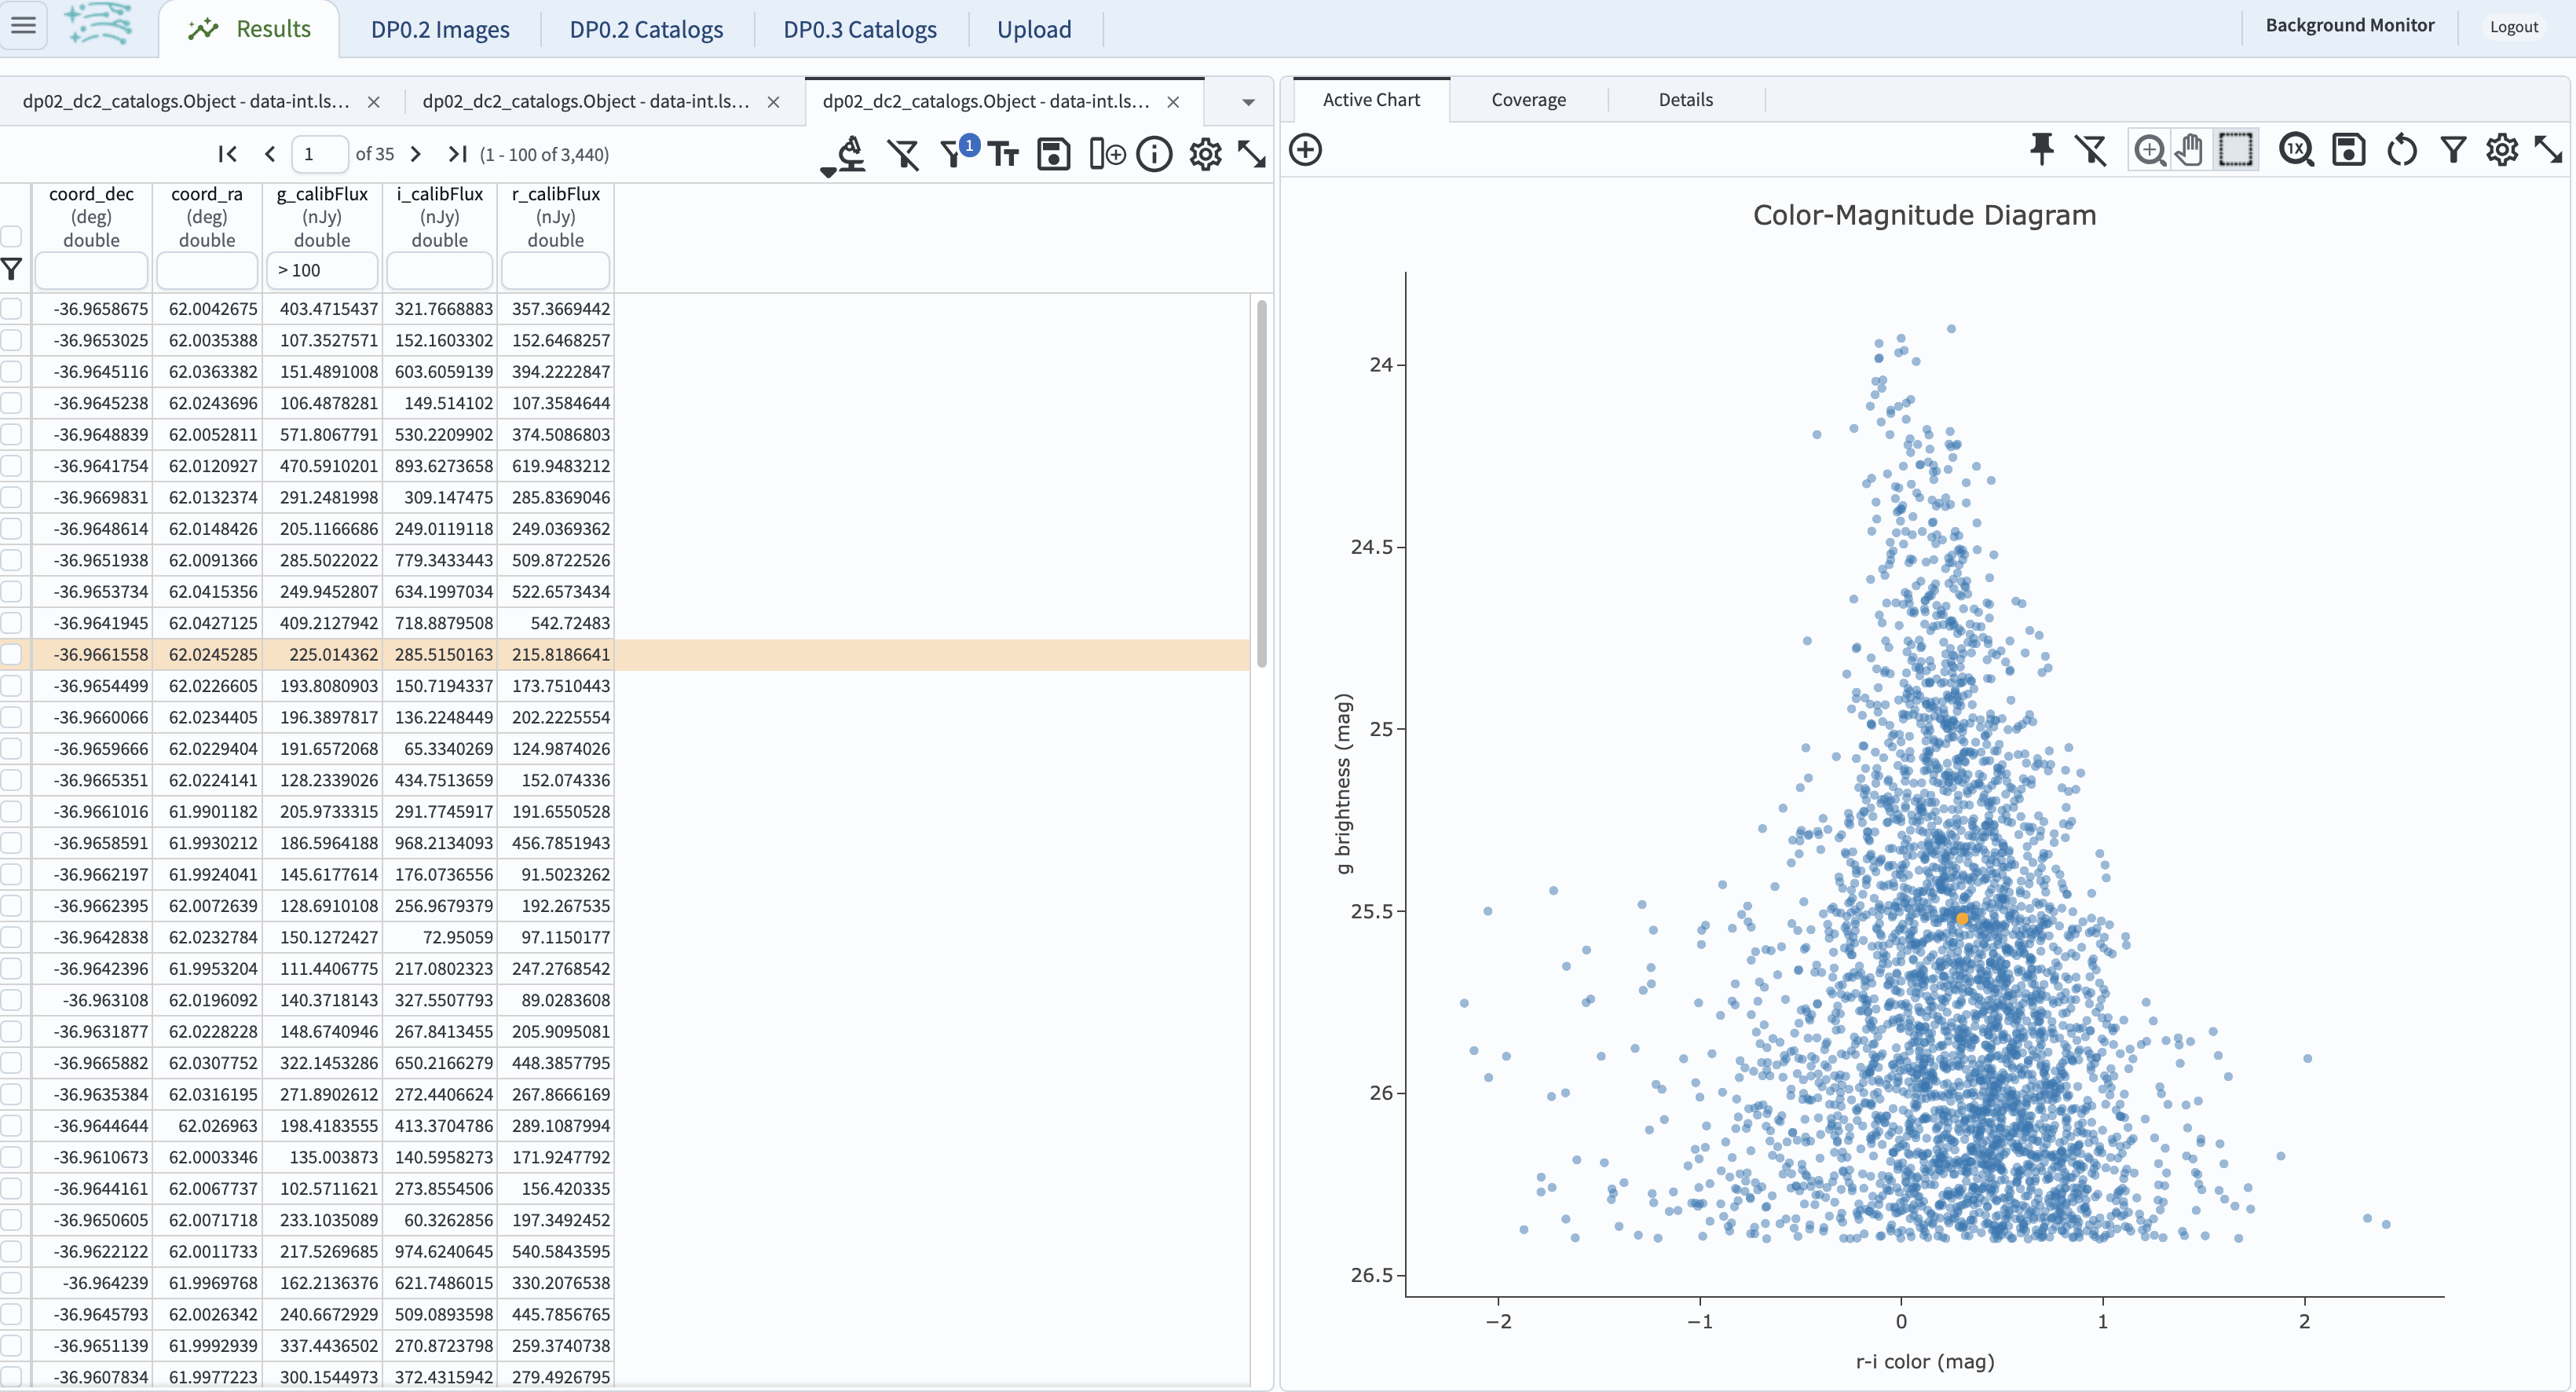 Results DP0.2 Images DP0.2 Catalogs DP0.3 Catalogs Upload Background Monitor Logout
dp02_dc2_catalogs.Object - data-int.ls... dp02_dc2_catalogs.Object - data-int.ls... dp02_dc2_catalogs.Object - data-int.ls...
1 of 35 (1 - 100 of 3,440) 1
coord_dec coord_ra g_calibFlux i_calibFlux r_calibFlux
(deg) (deg) (nJy) (nJy) (nJy)
double double double double double
> 100
-36.9658675 62.0042675 403.4715437 321.7668883 357.3669442
-36.9653025 62.0035388 107.3527571 152.1603302 152.6468257
-36.9645116 62.0363382 151.4891008 603.6059139 394.2222847
-36.9645238 62.0243696 106.4878281 149.514102 107.3584644
-36.9648839 62.0052811 571.8067791 530.2209902 374.5086803
-36.9641754 62.0120927 470.5910201 893.6273658 619.9483212
-36.9669831 62.0132374 291.2481998 309.147475 285.8369046
-36.9648614 62.0148426 205.1166686 249.0119118 249.0369362
-36.9651938 62.0091366 285.5022022 779.3433443 509.8722526
-36.9653734 62.0415356 249.9452807 634.1997034 522.6573434
-36.9641945 62.0427125 409.2127942 718.8879508 542.72483
-36.9661558 62.0245285 225.014362 285.5150163 215.8186641
-36.9654499 62.0226605 193.8080903 150.7194337 173.7510443
-36.9660066 62.0234405 196.3897817 136.2248449 202.2225554
-36.9659666 62.0229404 191.6572068 65.3340269 124.9874026
-36.9665351 62.0224141 128.2339026 434.7513659 152.074336
-36.9661016 61.9901182 205.9733315 291.7745917 191.6550528
-36.9658591 61.9930212 186.5964188 968.2134093 456.7851943
-36.9662197 61.9924041 145.6177614 176.0736556 91.5023262
-36.9662395 62.0072639 128.6910108 256.9679379 192.267535
-36.9642838 62.0232784 150.1272427 72.95059 97.1150177
-36.9642396 61.9953204 111.4406775 217.0802323 247.2768542
-36.963108 62.0196092 140.3718143 327.5507793 89.0283608
-36.9631877 62.0228228 148.6740946 267.8413455 205.9095081
-36.9665882 62.0307752 322.1453286 650.2166279 448.3857795
-36.9635384 62.0316195 271.8902612 272.4406624 267.8666169
-36.9644644 62.026963 198.4183555 413.3704786 289.1087994
-36.9610673 62.0003346 135.003873 140.5958273 171.9247792
-36.9644161 62.0067737 102.5711621 273.8554506 156.420335
-36.9650605 62.0071718 233.1035089 60.3262856 197.3492452
-36.9622122 62.0011733 217.5269685 974.6240645 540.5843595
-36.964239 61.9969768 162.2136376 621.7486015 330.2076538
-36.9645793 62.0026342 240.6672929 509.0893598 445.7856765
-36.9651139 61.9992939 337.4436502 270.8723798 259.3740738
-36.9607834 61.9977223 300.1544973 372.4315942 279.4926795
Active Chart Coverage Details
1X
Color-Magnitude Diagram
24
24.5
25
25.5
26
26.5
g brightness (mag)
−2 −1 0 1 2
r-i color (mag)